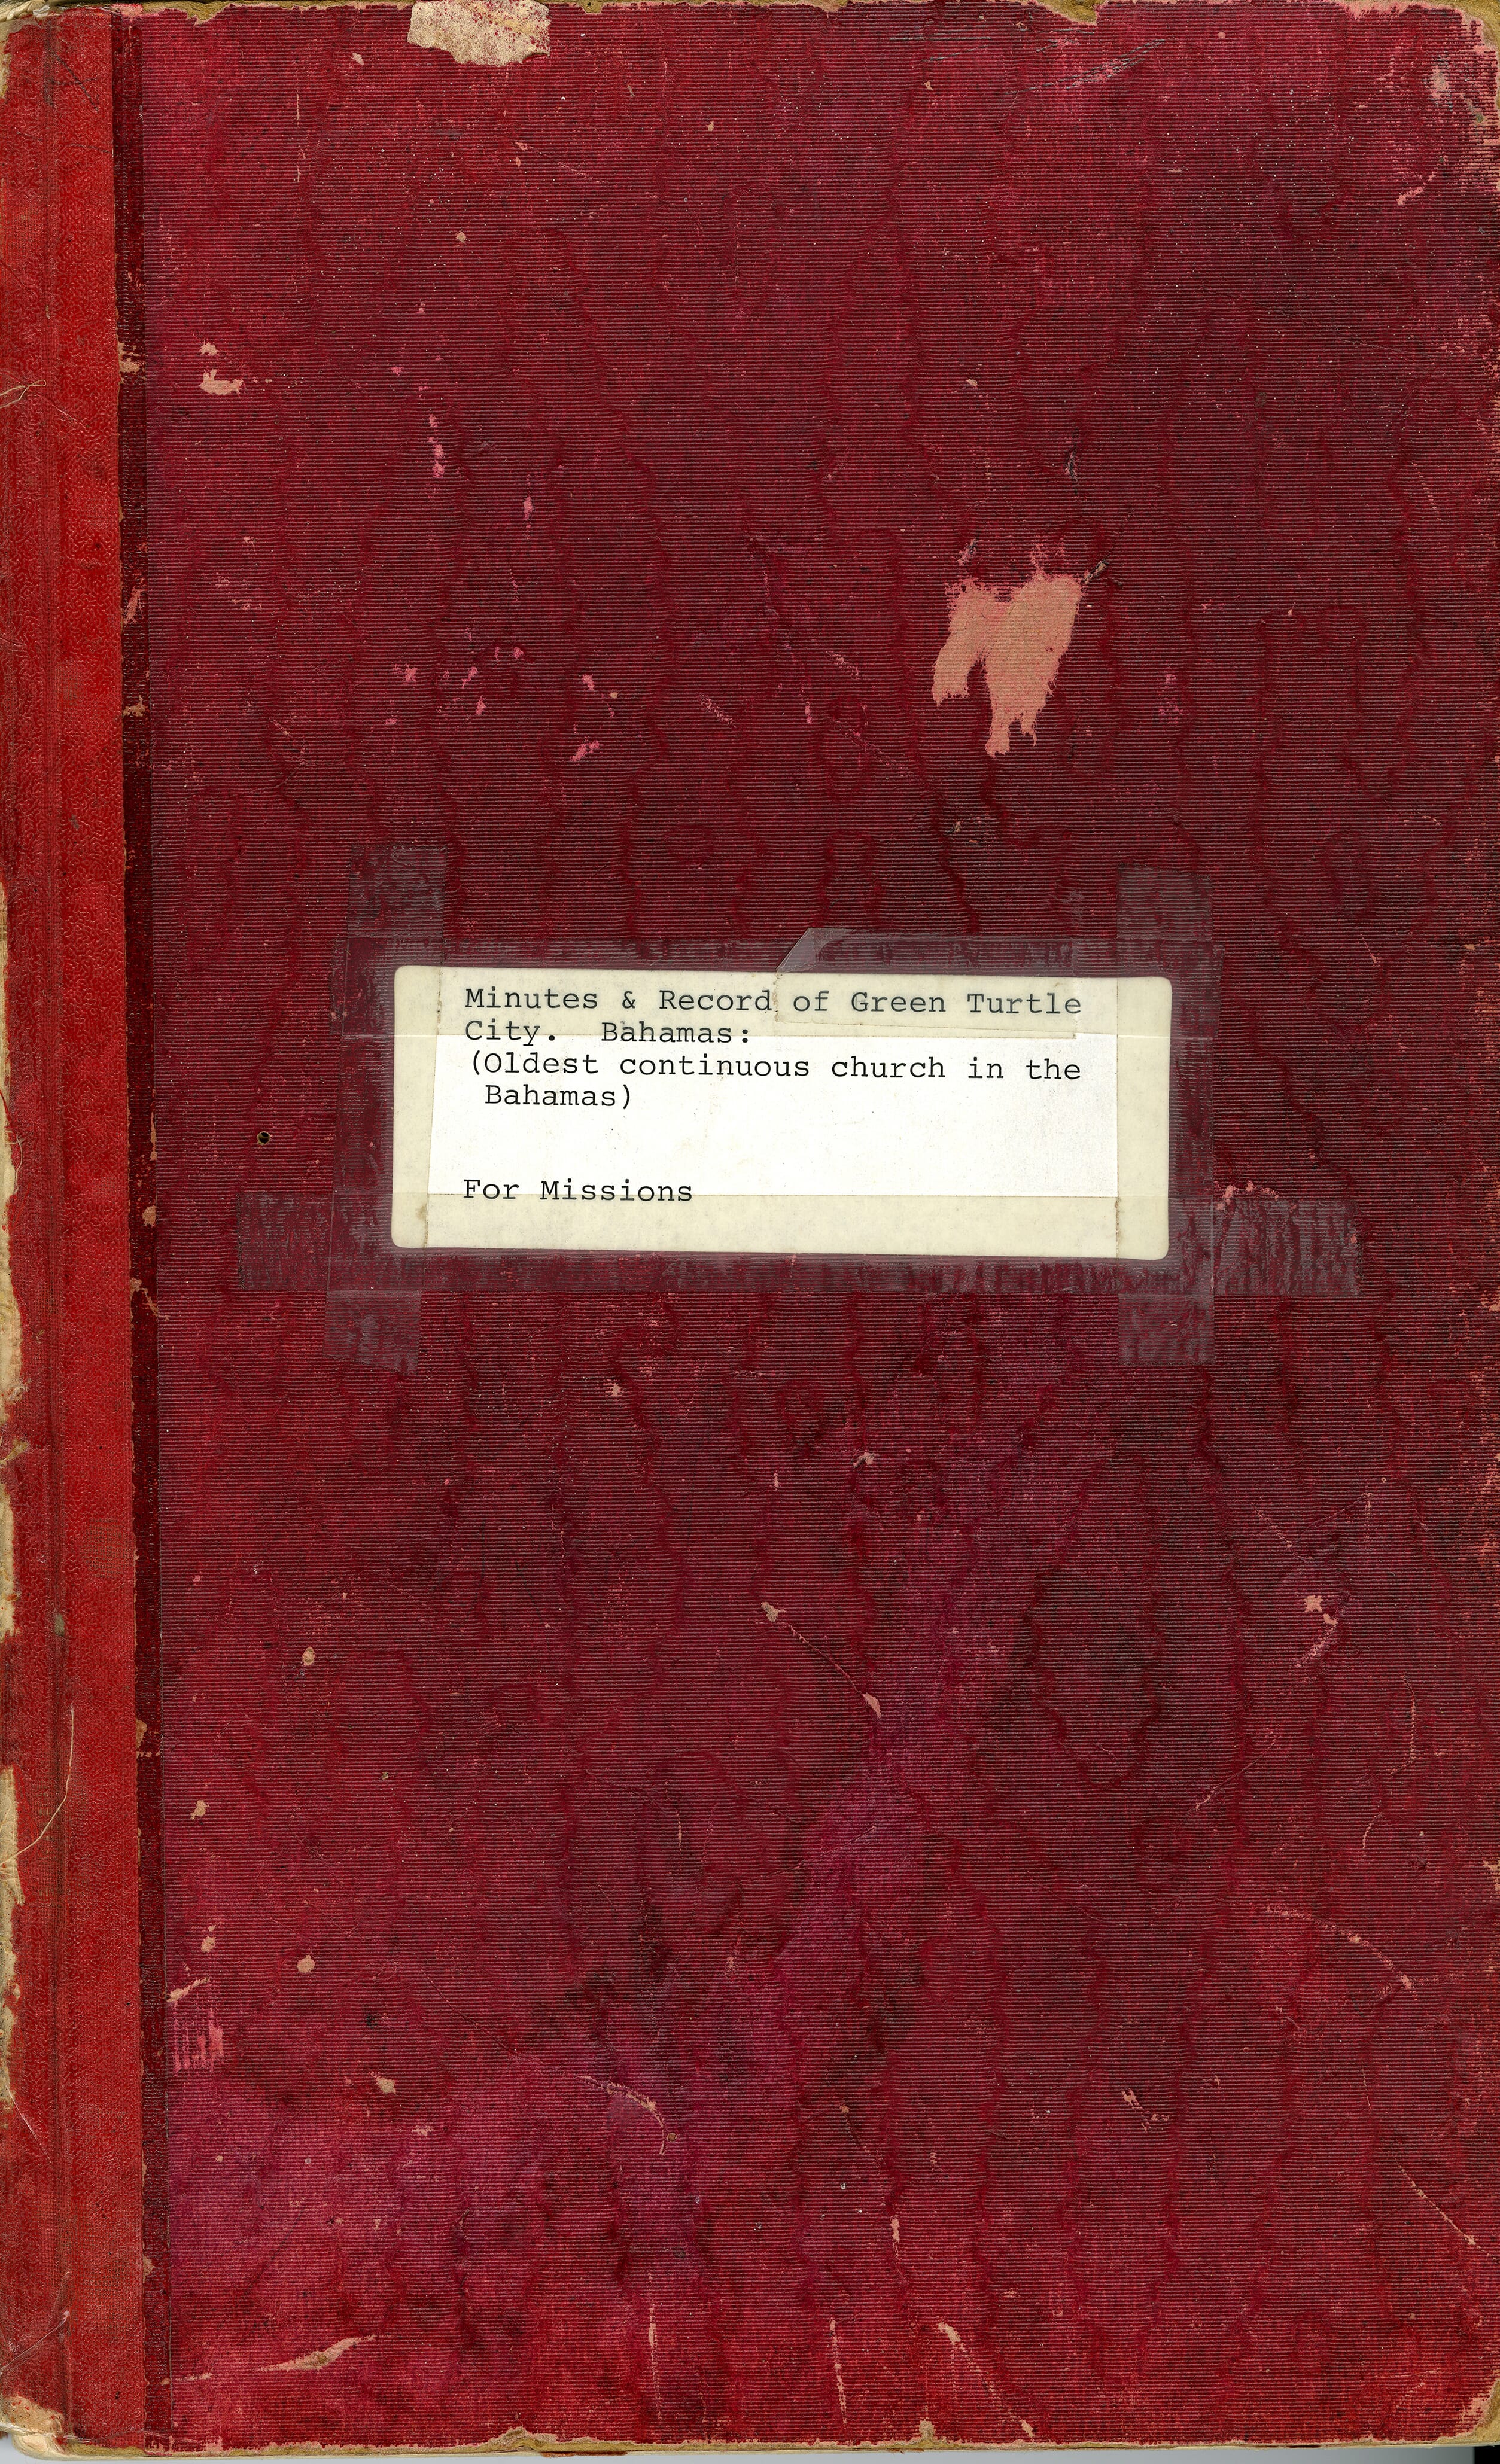 Minutes & Record of Green Turtle
City.  Bahamas:
(Oldest continuous church in the
Bahamas)
For Missions